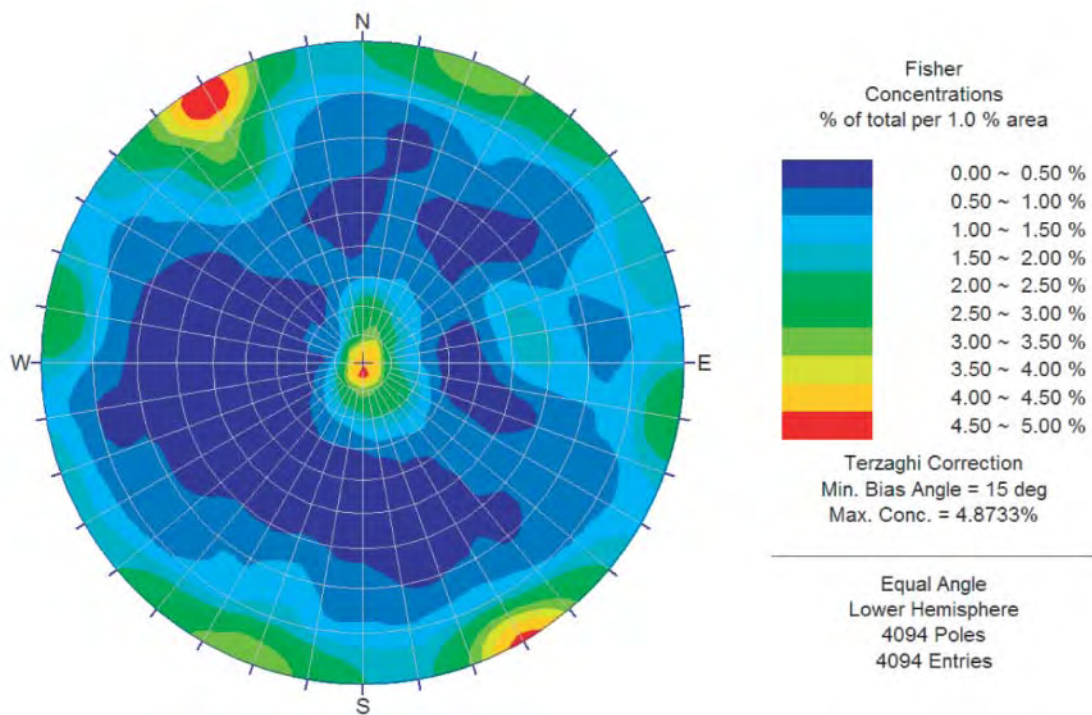 N
W
E
S
Fisher
Concentrations
% of total per 1.0 % area
0.00 ~ 0.50 %
0.50 ~ 1.00 %
1.00 ~ 1.50 %
1.50 ~ 2.00 %
2.00 ~ 2.50 %
2.50 ~ 3.00 %
3.00 ~ 3.50 %
3.50 ~ 4.00 %
4.00 ~ 4.50 %
4.50 ~ 5.00 %
Terzaghi Correction
Min. Bias Angle = 15 deg
Max. Conc. = 4.8733%
Equal Angle
Lower Hemisphere
4094 Poles
4094 Entries